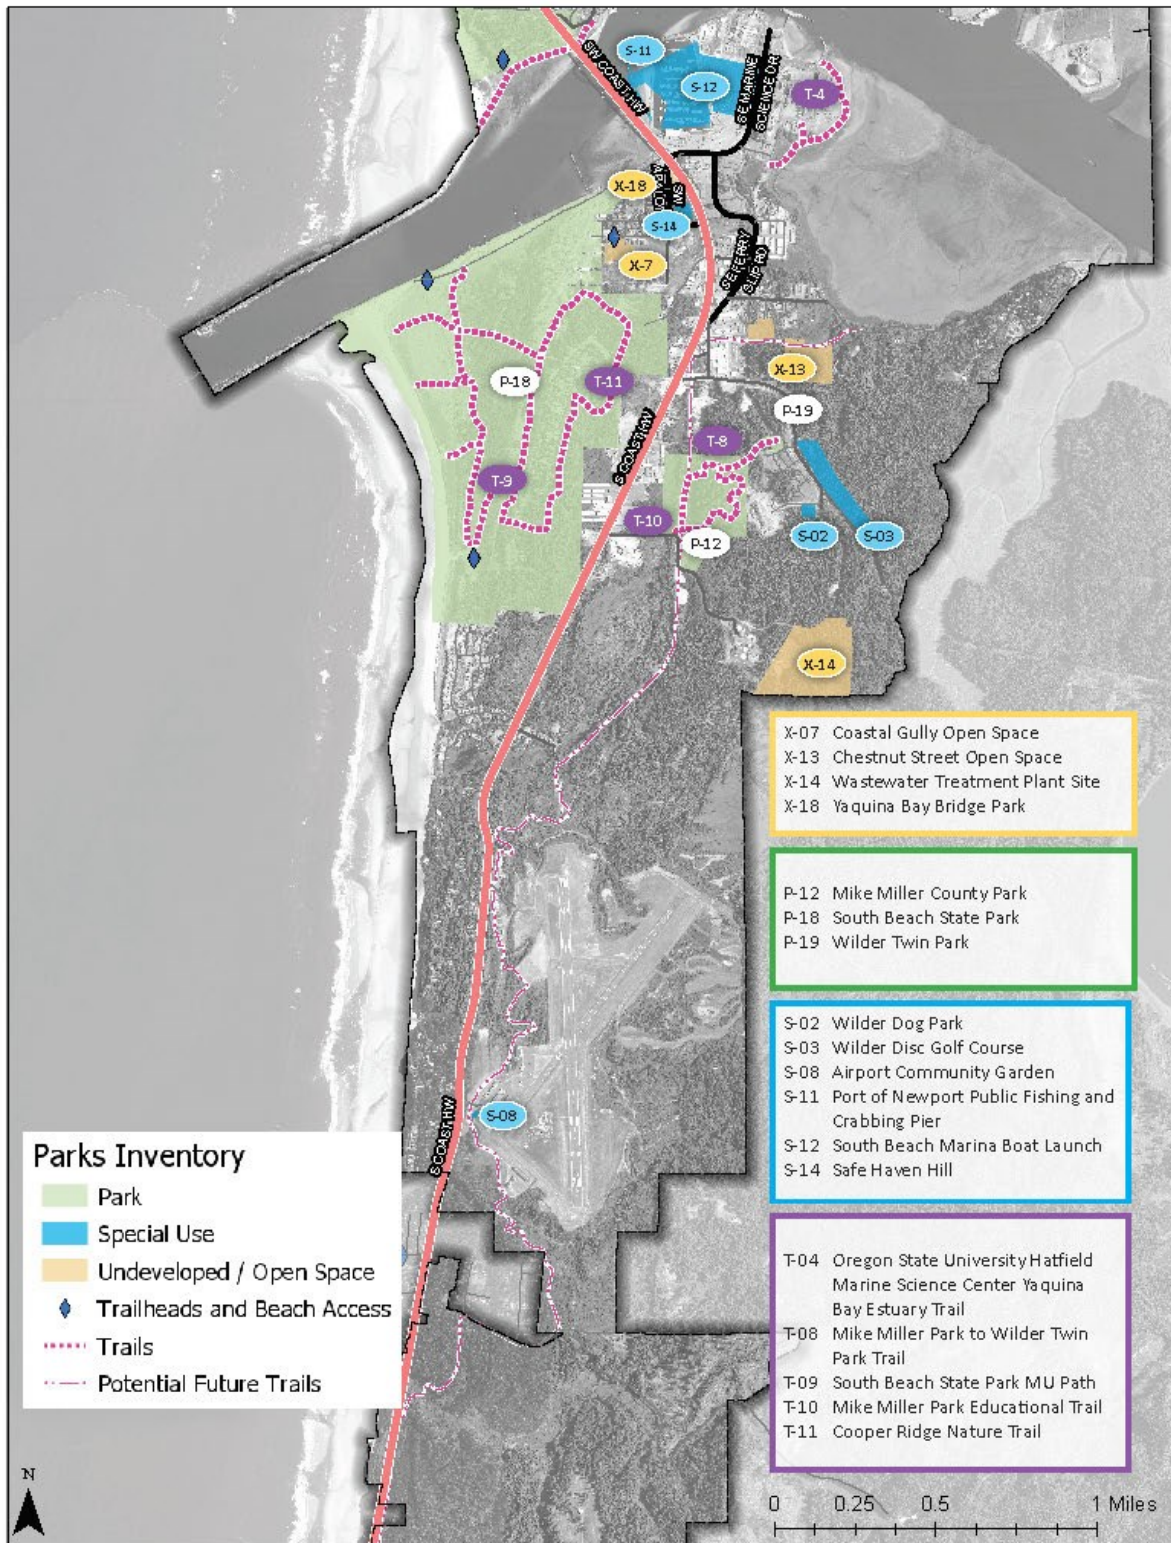 S-11
SW COAST HW
S-12
SE MARINE
SCIENCE DR
T-4
X-18
S-14
X-7
SE FERRY
SLIP RD
P-18
T-11
X-13
P-19
S COAST HW
T-8
T-9
T-10
P-12
S-02
S-03
X-14
X-07 Coastal Gully Open Space
X-13 Chestnut Street Open Space
X-14 Wastewater Treatment Plant Site
X-18 Yaquina Bay Bridge Park
P-12 Mike Miller County Park
P-18 South Beach State Park
P-19 Wilder Twin Park
S-02 Wilder Dog Park
S-03 Wilder Disc Golf Course
S-08 Airport Community Garden
S-11 Port of Newport Public Fishing and
Crabbing Pier
S-12 South Beach Marina Boat Launch
S-14 Safe Haven Hill
S-08
S COAST HW
Parks Inventory
Park
Special Use
Undeveloped / Open Space
Trailheads and Beach Access
Trails
Potential Future Trails
T-04 Oregon State University Hatfield
Marine Science Center Yaquina
Bay Estuary Trail
T-08 Mike Miller Park to Wilder Twin
Park Trail
T-09 South Beach State Park MU Path
T-10 Mike Miller Park Educational Trail
T-11 Cooper Ridge Nature Trail
N
0 0.25 0.5 1 Miles